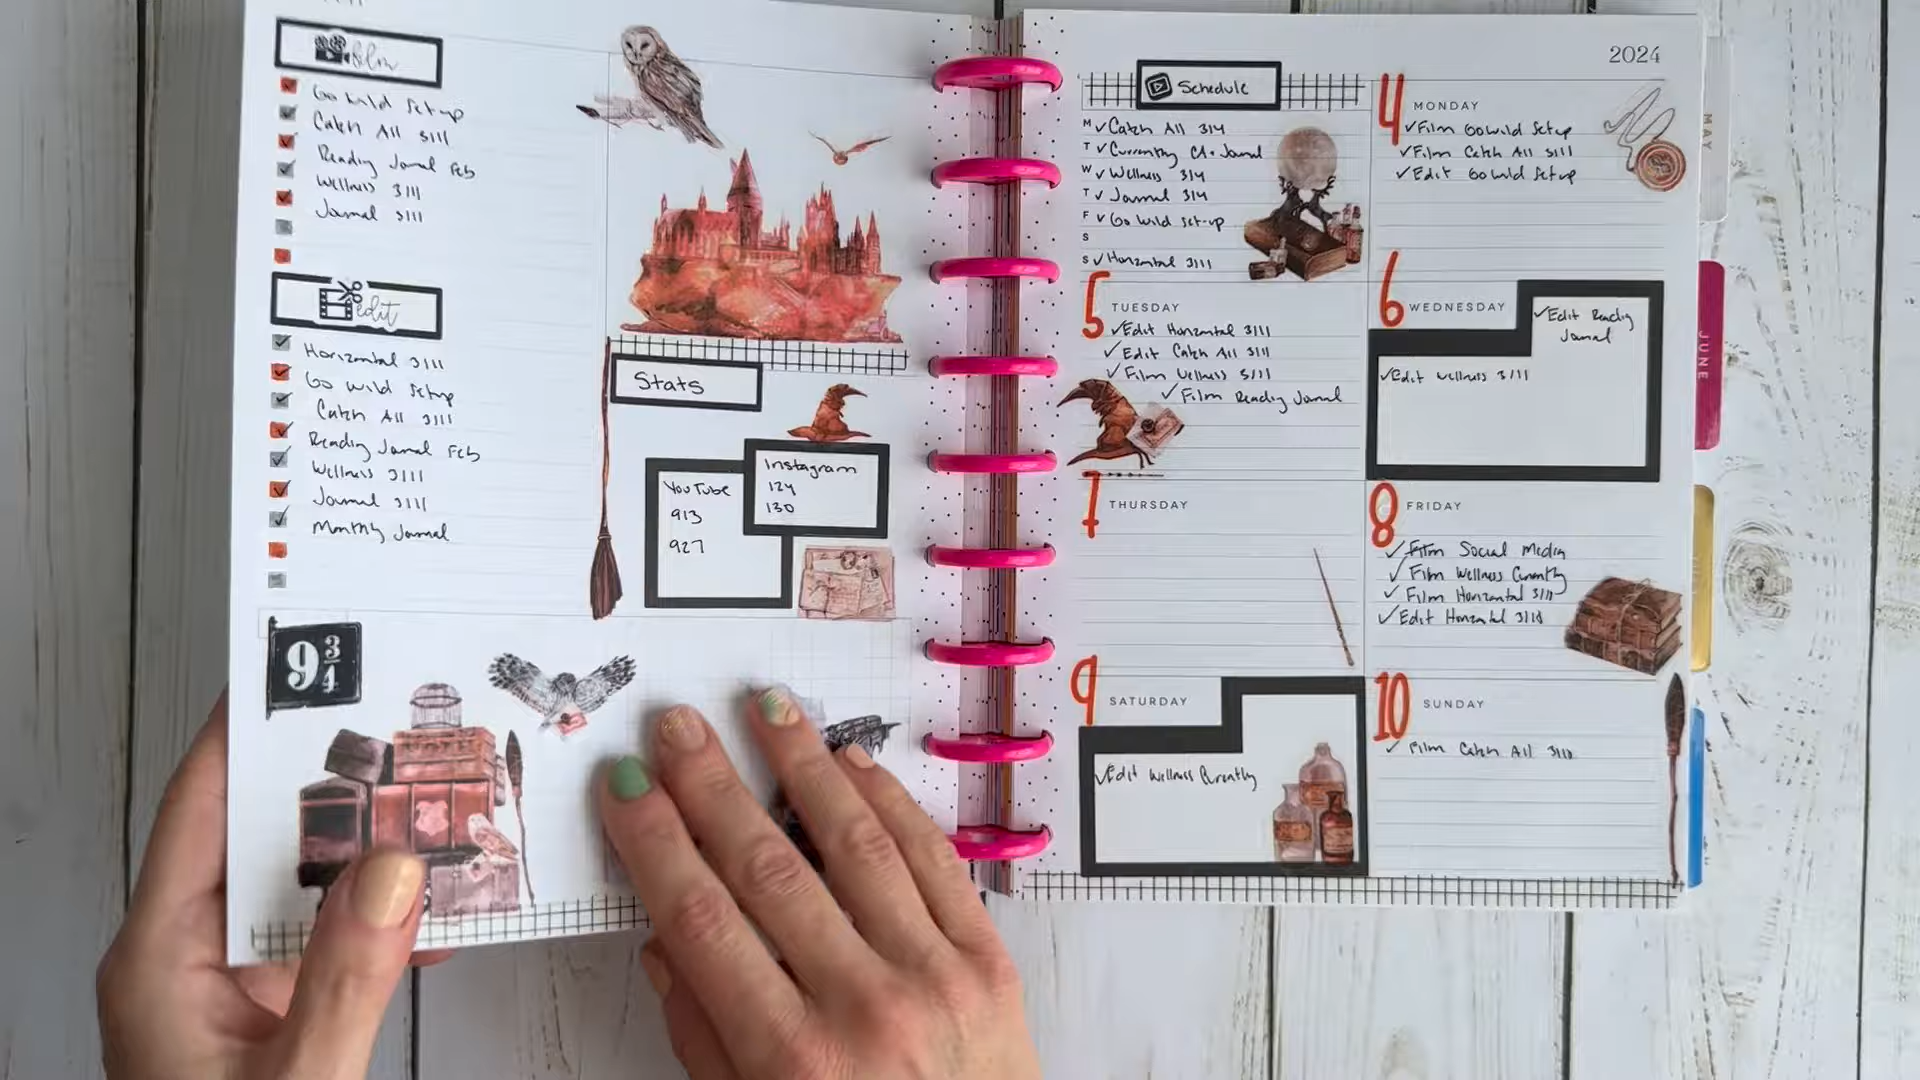 film
Go Wild Setup
Catch All 3/11
Reading Journal Feb
Wellness 3/11
Journal 3/11
edit
Horizontal 3/11
Go Wild Setup
Catch All 3/11
Reading Journal Feb
Wellness 3/11
Journal 3/11
Monthly Journal
Stats
YouTube
913
927
Instagram
124
130
9 3/4
2024
Schedule
M ✓ Catch All 3/4
T ✓ Currently CA + Journal
W ✓ Wellness 3/4
T ✓ Journal 3/4
F ✓ Go Wild Set-up
S
S ✓ Horizontal 3/11
4 MONDAY
✓ Film Go Wild Setup
✓ Film Catch All 3/11
✓ Edit Go Wild Setup
5 TUESDAY
✓ Edit Horizontal 3/11
✓ Edit Catch All 3/11
✓ Film Wellness 3/11
✓ Film Reading Journal
6 WEDNESDAY
✓ Edit Reading
Journal
✓ Edit Wellness 3/11
7 THURSDAY
8 FRIDAY
✓ Film Social Media
✓ Film Wellness Currently
✓ Film Horizontal 3/11
✓ Edit Horizontal 3/18
9 SATURDAY
✓ Edit Wellness Currently
10 SUNDAY
✓ Film Catch All 3/18
MAY
JUNE